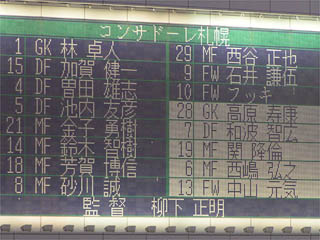 コンサドーレ札幌
1 GK 林 卓人
15 DF 加賀 健一
4 DF 曽田 雄志
5 DF 池内 友彦
21 MF 金子 勇樹
14 MF 鈴木 智樹
18 MF 芳賀 博信
8 MF 砂川 誠
29 MF 西谷 正也
9 FW 石井 謙伍
10 FW フッキ
28 GK 高原 寿康
7 DF 和波 智広
19 MF 関 隆倫
6 MF 西嶋 弘之
13 FW 中山 元気
監督 柳下 正明